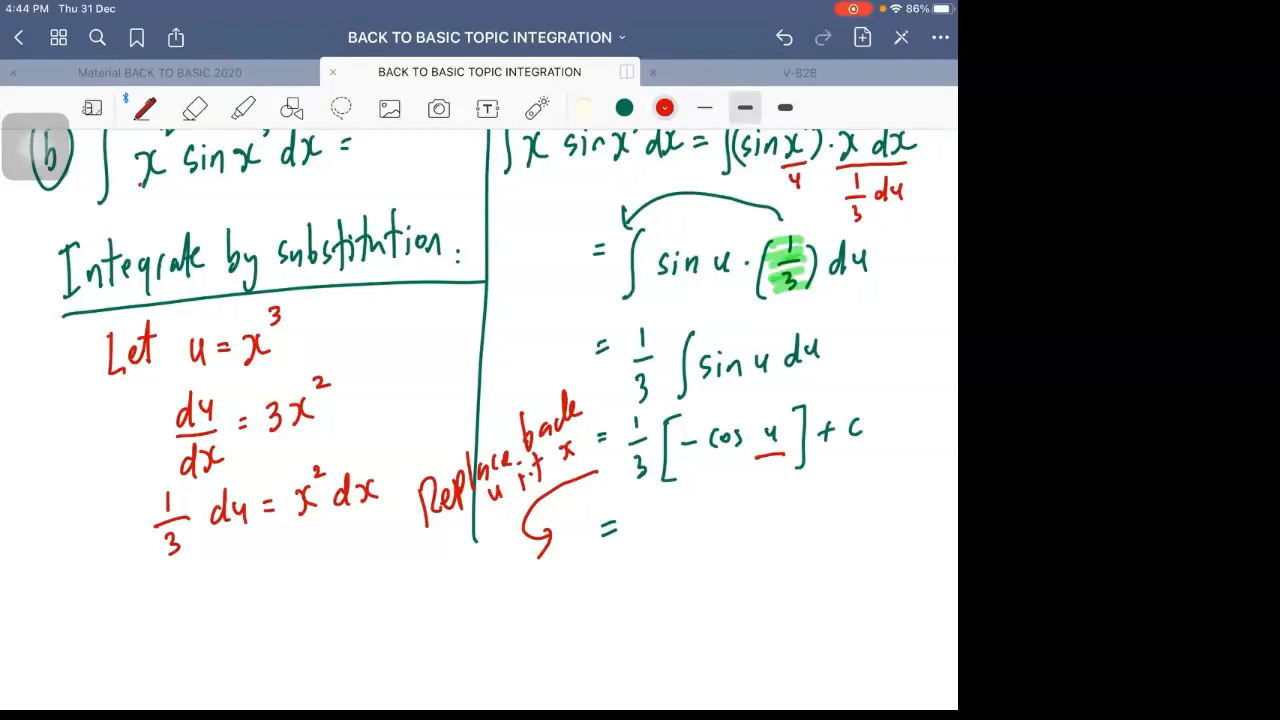 4:44 PM Thu 31 Dec
86%
BACK TO BASIC TOPIC INTEGRATION
Material BACK TO BASIC 2020
BACK TO BASIC TOPIC INTEGRATION
V-B2B
T
(b) ∫ x² sin x³ dx =
Integrate by substitution :
Let u = x³
du/dx = 3x²
1/3 du = x² dx
∫ x² sin x³ dx = ∫ (sin x³) · x² dx
u
1/3 du
= ∫ sin u · (1/3) du
= 1/3 ∫ sin u du
= 1/3 [- cos u] + c
Replace back
u x
=